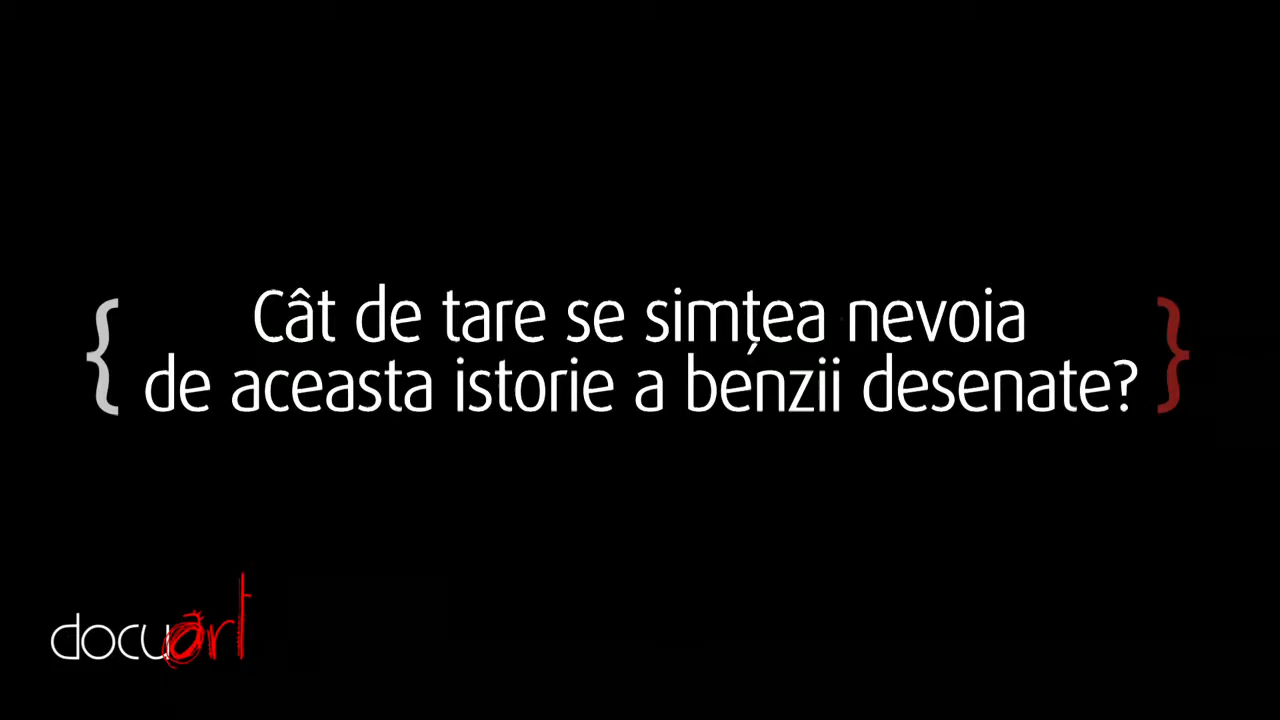 { Cât de tare se simțea nevoia
de aceasta istorie a benzii desenate? }
docuart